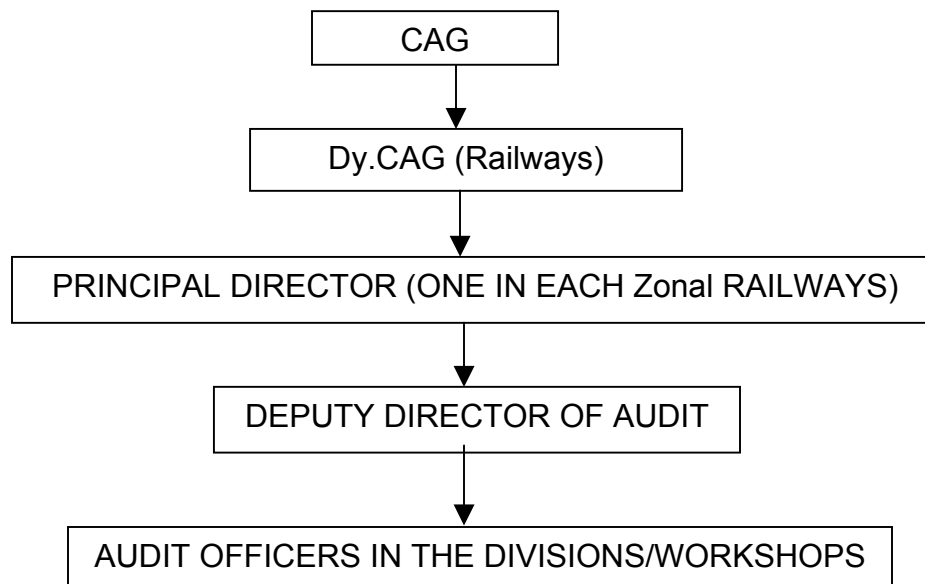 CAG
Dy.CAG (Railways)
PRINCIPAL DIRECTOR (ONE IN EACH Zonal RAILWAYS)
DEPUTY DIRECTOR OF AUDIT
AUDIT OFFICERS IN THE DIVISIONS/WORKSHOPS